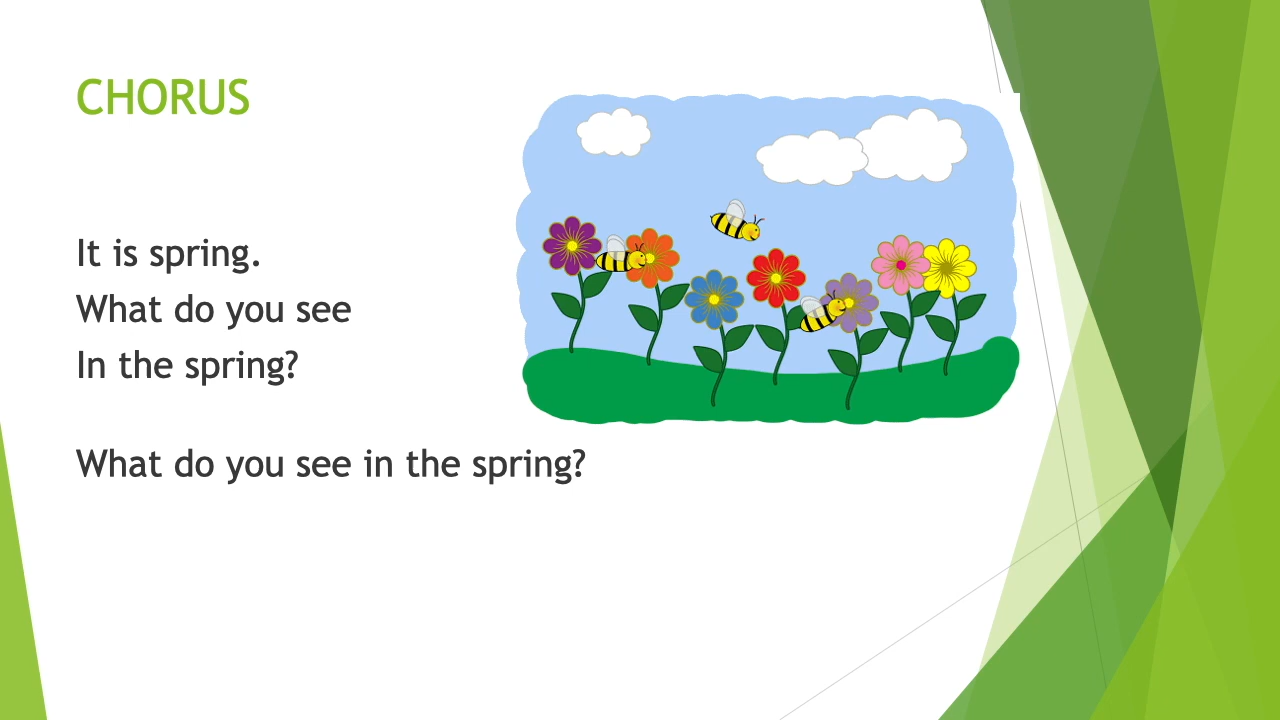 CHORUS
It is spring.
What do you see
In the spring?
What do you see in the spring?